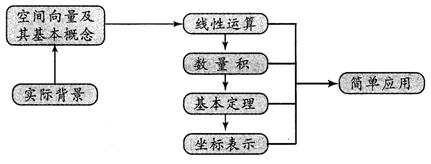 空间向量及
其基本概念
实际背景
线性运算
数量积
基本定理
坐标表示
简单应用